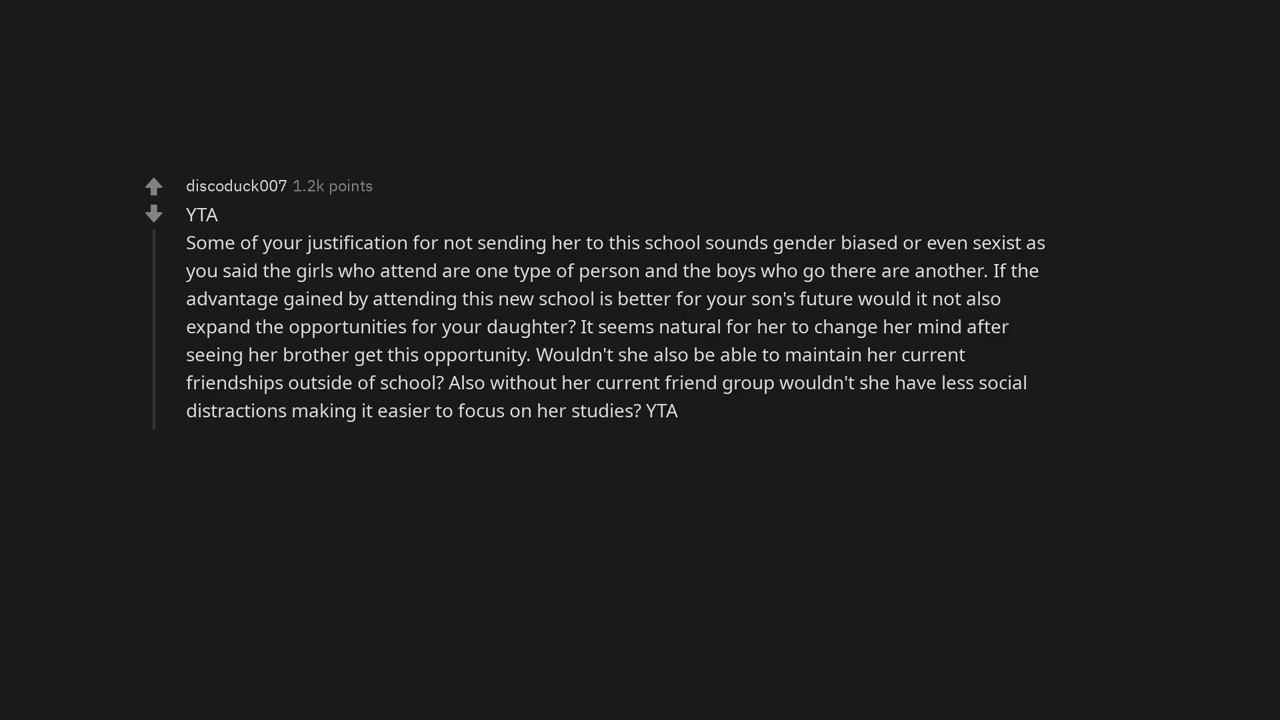 discoduck007 1.2k points
YTA
Some of your justification for not sending her to this school sounds gender biased or even sexist as
you said the girls who attend are one type of person and the boys who go there are another. If the
advantage gained by attending this new school is better for your son's future would it not also
expand the opportunities for your daughter? It seems natural for her to change her mind after
seeing her brother get this opportunity. Wouldn't she also be able to maintain her current
friendships outside of school? Also without her current friend group wouldn't she have less social
distractions making it easier to focus on her studies? YTA